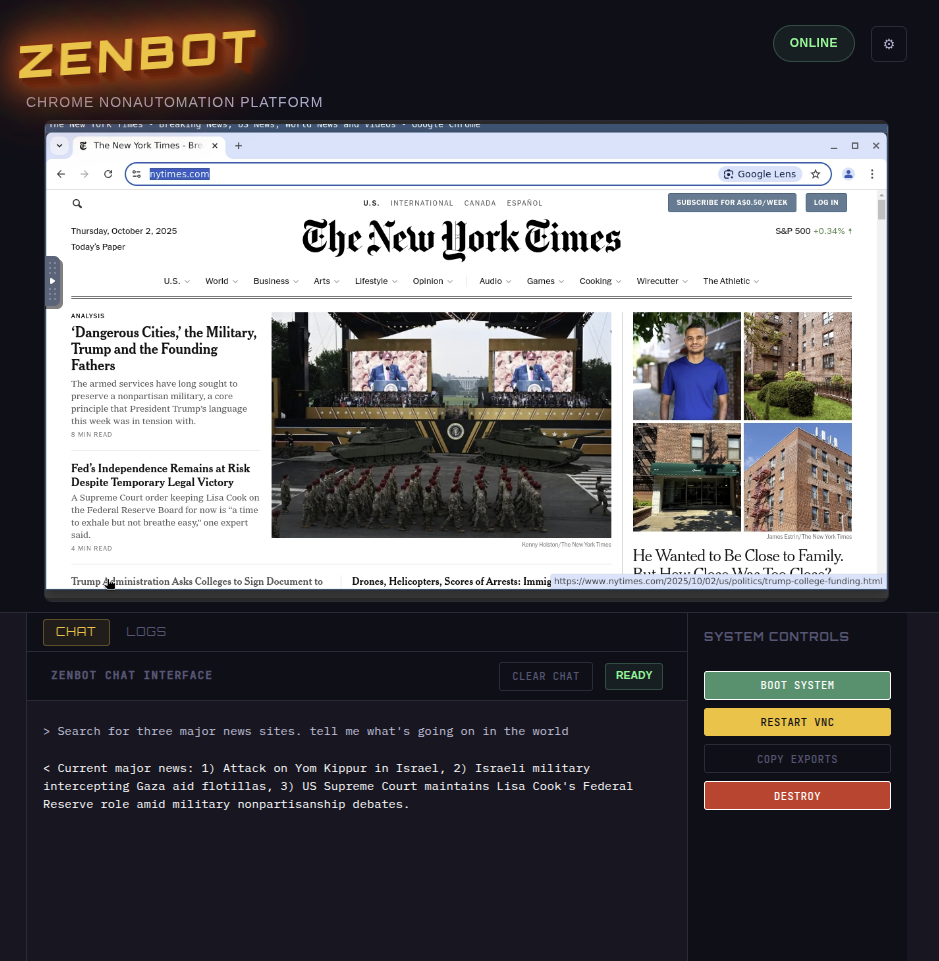 ZENBOT
ONLINE
CHROME NONAUTOMATION PLATFORM
The New York Times - Breaking News, US News, World News and Videos - Google Chrome
The New York Times - Bre
nytimes.com
Google Lens
U.S. INTERNATIONAL CANADA ESPAÑOL
SUBSCRIBE FOR A$0.50/WEEK
LOG IN
Thursday, October 2, 2025
Today's Paper
The New York Times
S&P 500 +0.34% ↑
U.S. World Business Arts Lifestyle Opinion Audio Games Cooking Wirecutter The Athletic
ANALYSIS
‘Dangerous Cities,’ the Military,
Trump and the Founding
Fathers
The armed services have long sought to
preserve a nonpartisan military, a core
principle that President Trump's language
this week was in tension with.
8 MIN READ
Fed's Independence Remains at Risk
Despite Temporary Legal Victory
A Supreme Court order keeping Lisa Cook on
the Federal Reserve Board for now is "a time
to exhale but not breathe easy," one expert
said.
4 MIN READ
Kenny Holston/The New York Times
James Estrin/The New York Times
He Wanted to Be Close to Family.
But How Close Was Too Close?
Trump Administration Asks Colleges to Sign Document to
Drones, Helicopters, Scores of Arrests: Immig
https://www.nytimes.com/2025/10/02/us/politics/trump-college-funding.html
CHAT
LOGS
SYSTEM CONTROLS
ZENBOT CHAT INTERFACE
CLEAR CHAT
READY
BOOT SYSTEM
RESTART VNC
COPY EXPORTS
DESTROY
> Search for three major news sites. tell me what's going on in the world
< Current major news: 1) Attack on Yom Kippur in Israel, 2) Israeli military
intercepting Gaza aid flotillas, 3) US Supreme Court maintains Lisa Cook's Federal
Reserve role amid military nonpartisanship debates.